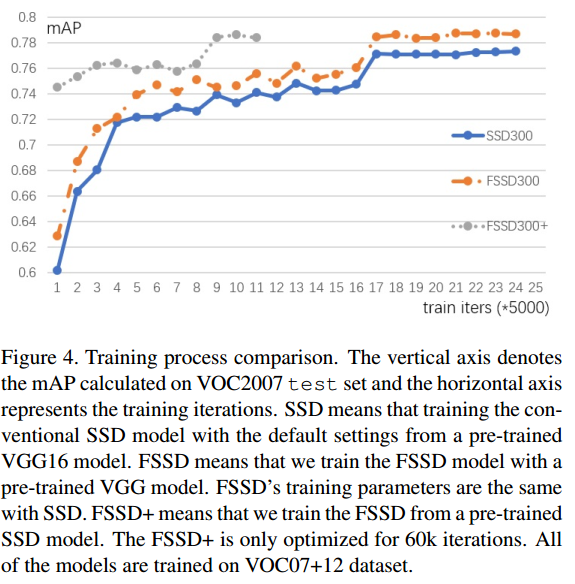 0.8
mAP
0.78
0.76
0.74
0.72
0.7
0.68
0.66
0.64
0.62
0.6
SSD300
FSSD300
FSSD300+
1 2 3 4 5 6 7 8 9 10 11 12 13 14 15 16 17 18 19 20 21 22 23 24 25
train iters (*5000)
Figure 4. Training process comparison. The vertical axis denotes
the mAP calculated on VOC2007 test set and the horizontal axis
represents the training iterations. SSD means that training the con-
ventional SSD model with the default settings from a pre-trained
VGG16 model. FSSD means that we train the FSSD model with a
pre-trained VGG model. FSSD's training parameters are the same
with SSD. FSSD+ means that we train the FSSD from a pre-trained
SSD model. The FSSD+ is only optimized for 60k iterations. All
of the models are trained on VOC07+12 dataset.